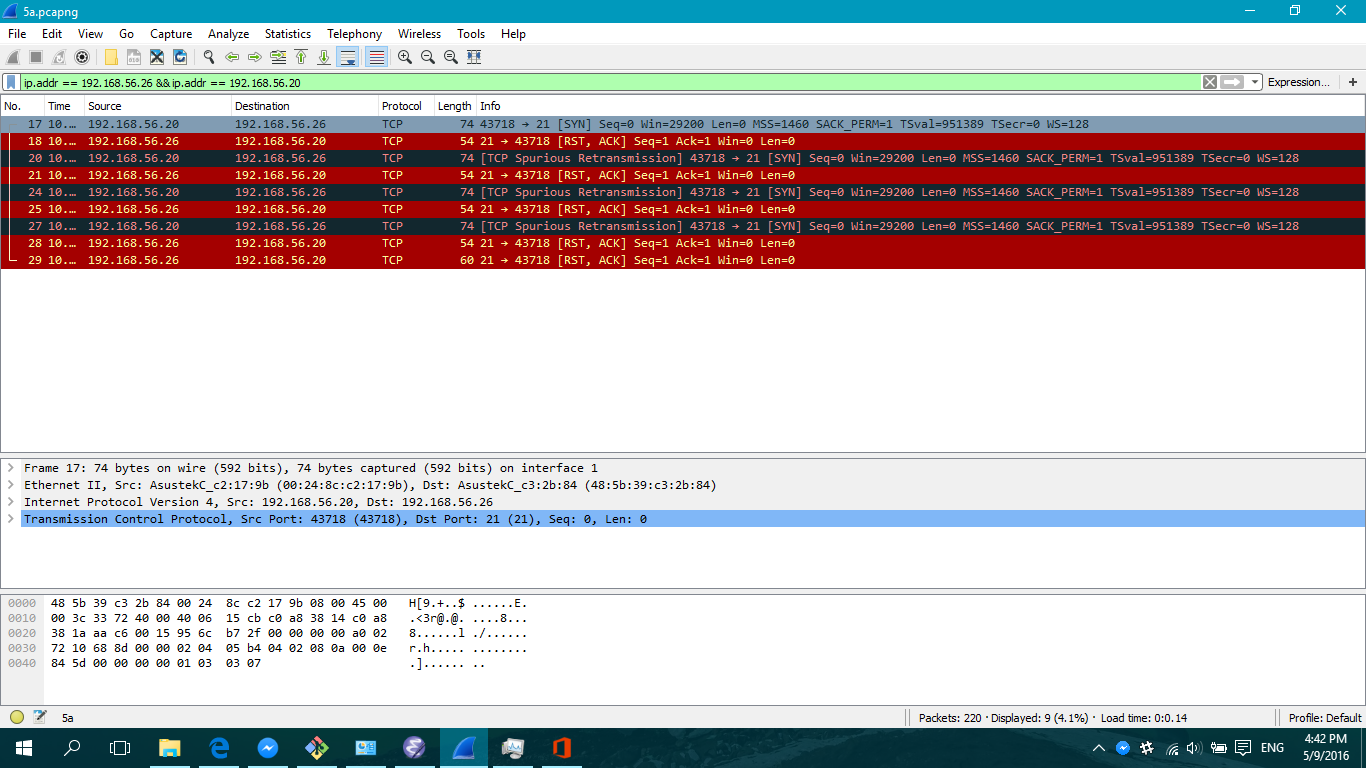 5a.pcapng
File Edit View Go Capture Analyze Statistics Telephony Wireless Tools Help
ip.addr == 192.168.56.26 && ip.addr == 192.168.56.20
Expression... +
No. Time Source Destination Protocol Length Info
17 10.… 192.168.56.20 192.168.56.26 TCP 74 43718 → 21 [SYN] Seq=0 Win=29200 Len=0 MSS=1460 SACK_PERM=1 TSval=951389 TSecr=0 WS=128
18 10.… 192.168.56.26 192.168.56.20 TCP 54 21 → 43718 [RST, ACK] Seq=1 Ack=1 Win=0 Len=0
20 10.… 192.168.56.20 192.168.56.26 TCP 74 [TCP Spurious Retransmission] 43718 → 21 [SYN] Seq=0 Win=29200 Len=0 MSS=1460 SACK_PERM=1 TSval=951389 TSecr=0 WS=128
21 10.… 192.168.56.26 192.168.56.20 TCP 54 21 → 43718 [RST, ACK] Seq=1 Ack=1 Win=0 Len=0
24 10.… 192.168.56.20 192.168.56.26 TCP 74 [TCP Spurious Retransmission] 43718 → 21 [SYN] Seq=0 Win=29200 Len=0 MSS=1460 SACK_PERM=1 TSval=951389 TSecr=0 WS=128
25 10.… 192.168.56.26 192.168.56.20 TCP 54 21 → 43718 [RST, ACK] Seq=1 Ack=1 Win=0 Len=0
27 10.… 192.168.56.20 192.168.56.26 TCP 74 [TCP Spurious Retransmission] 43718 → 21 [SYN] Seq=0 Win=29200 Len=0 MSS=1460 SACK_PERM=1 TSval=951389 TSecr=0 WS=128
28 10.… 192.168.56.26 192.168.56.20 TCP 54 21 → 43718 [RST, ACK] Seq=1 Ack=1 Win=0 Len=0
29 10.… 192.168.56.26 192.168.56.20 TCP 60 21 → 43718 [RST, ACK] Seq=1 Ack=1 Win=0 Len=0
Frame 17: 74 bytes on wire (592 bits), 74 bytes captured (592 bits) on interface 1
Ethernet II, Src: AsustekC_c2:17:9b (00:24:8c:c2:17:9b), Dst: AsustekC_c3:2b:84 (48:5b:39:c3:2b:84)
Internet Protocol Version 4, Src: 192.168.56.20, Dst: 192.168.56.26
Transmission Control Protocol, Src Port: 43718 (43718), Dst Port: 21 (21), Seq: 0, Len: 0
0000 48 5b 39 c3 2b 84 00 24 8c c2 17 9b 08 00 45 00 H[9.+..$ ......E.
0010 00 3c 33 72 40 00 40 06 15 cb c0 a8 38 14 c0 a8 .<3r@.@. ....8...
0020 38 1a aa c6 00 15 95 6c b7 2f 00 00 00 00 a0 02 8......l ./......
0030 72 10 68 8d 00 00 02 04 05 b4 04 02 08 0a 00 0e r.h..... ........
0040 84 5d 00 00 00 00 01 03 03 07 .]...... ..
5a
Packets: 220 · Displayed: 9 (4.1%) · Load time: 0:0.14
Profile: Default
ENG
4:42 PM
5/9/2016